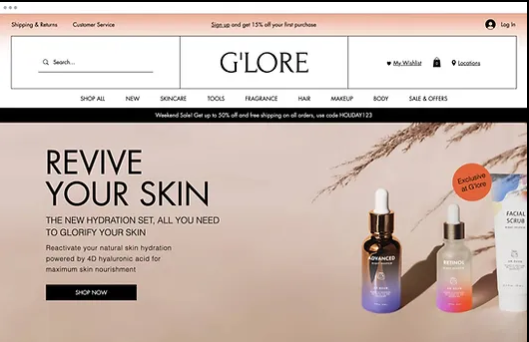 Shipping & Returns Customer Service Sign up and get 15% off your first purchase Log In
Search... G'LORE My Wishlist Locations
SHOP ALL NEW SKINCARE TOOLS FRAGRANCE HAIR MAKEUP BODY SALE & OFFERS
Weekend Sale! Get up to 50% off and free shipping on all orders, use code HOLIDAY123
REVIVE
YOUR SKIN
THE NEW HYDRATION SET, ALL YOU NEED
TO GLORIFY YOUR SKIN
Reactivate your natural skin hydration
powered by 4D hyaluronic acid for
maximum skin nourishment
SHOP NOW
Exclusive
at G'lore
ADVANCED
RETINOL
FACIAL
SCRUB